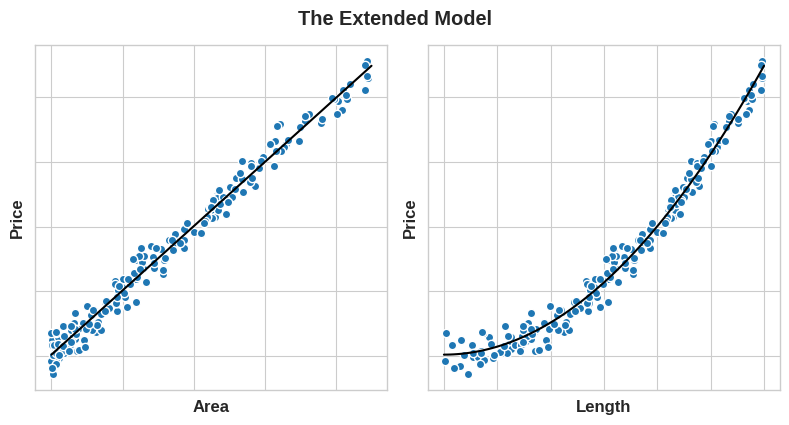 The Extended Model
Price
Area
Price
Length